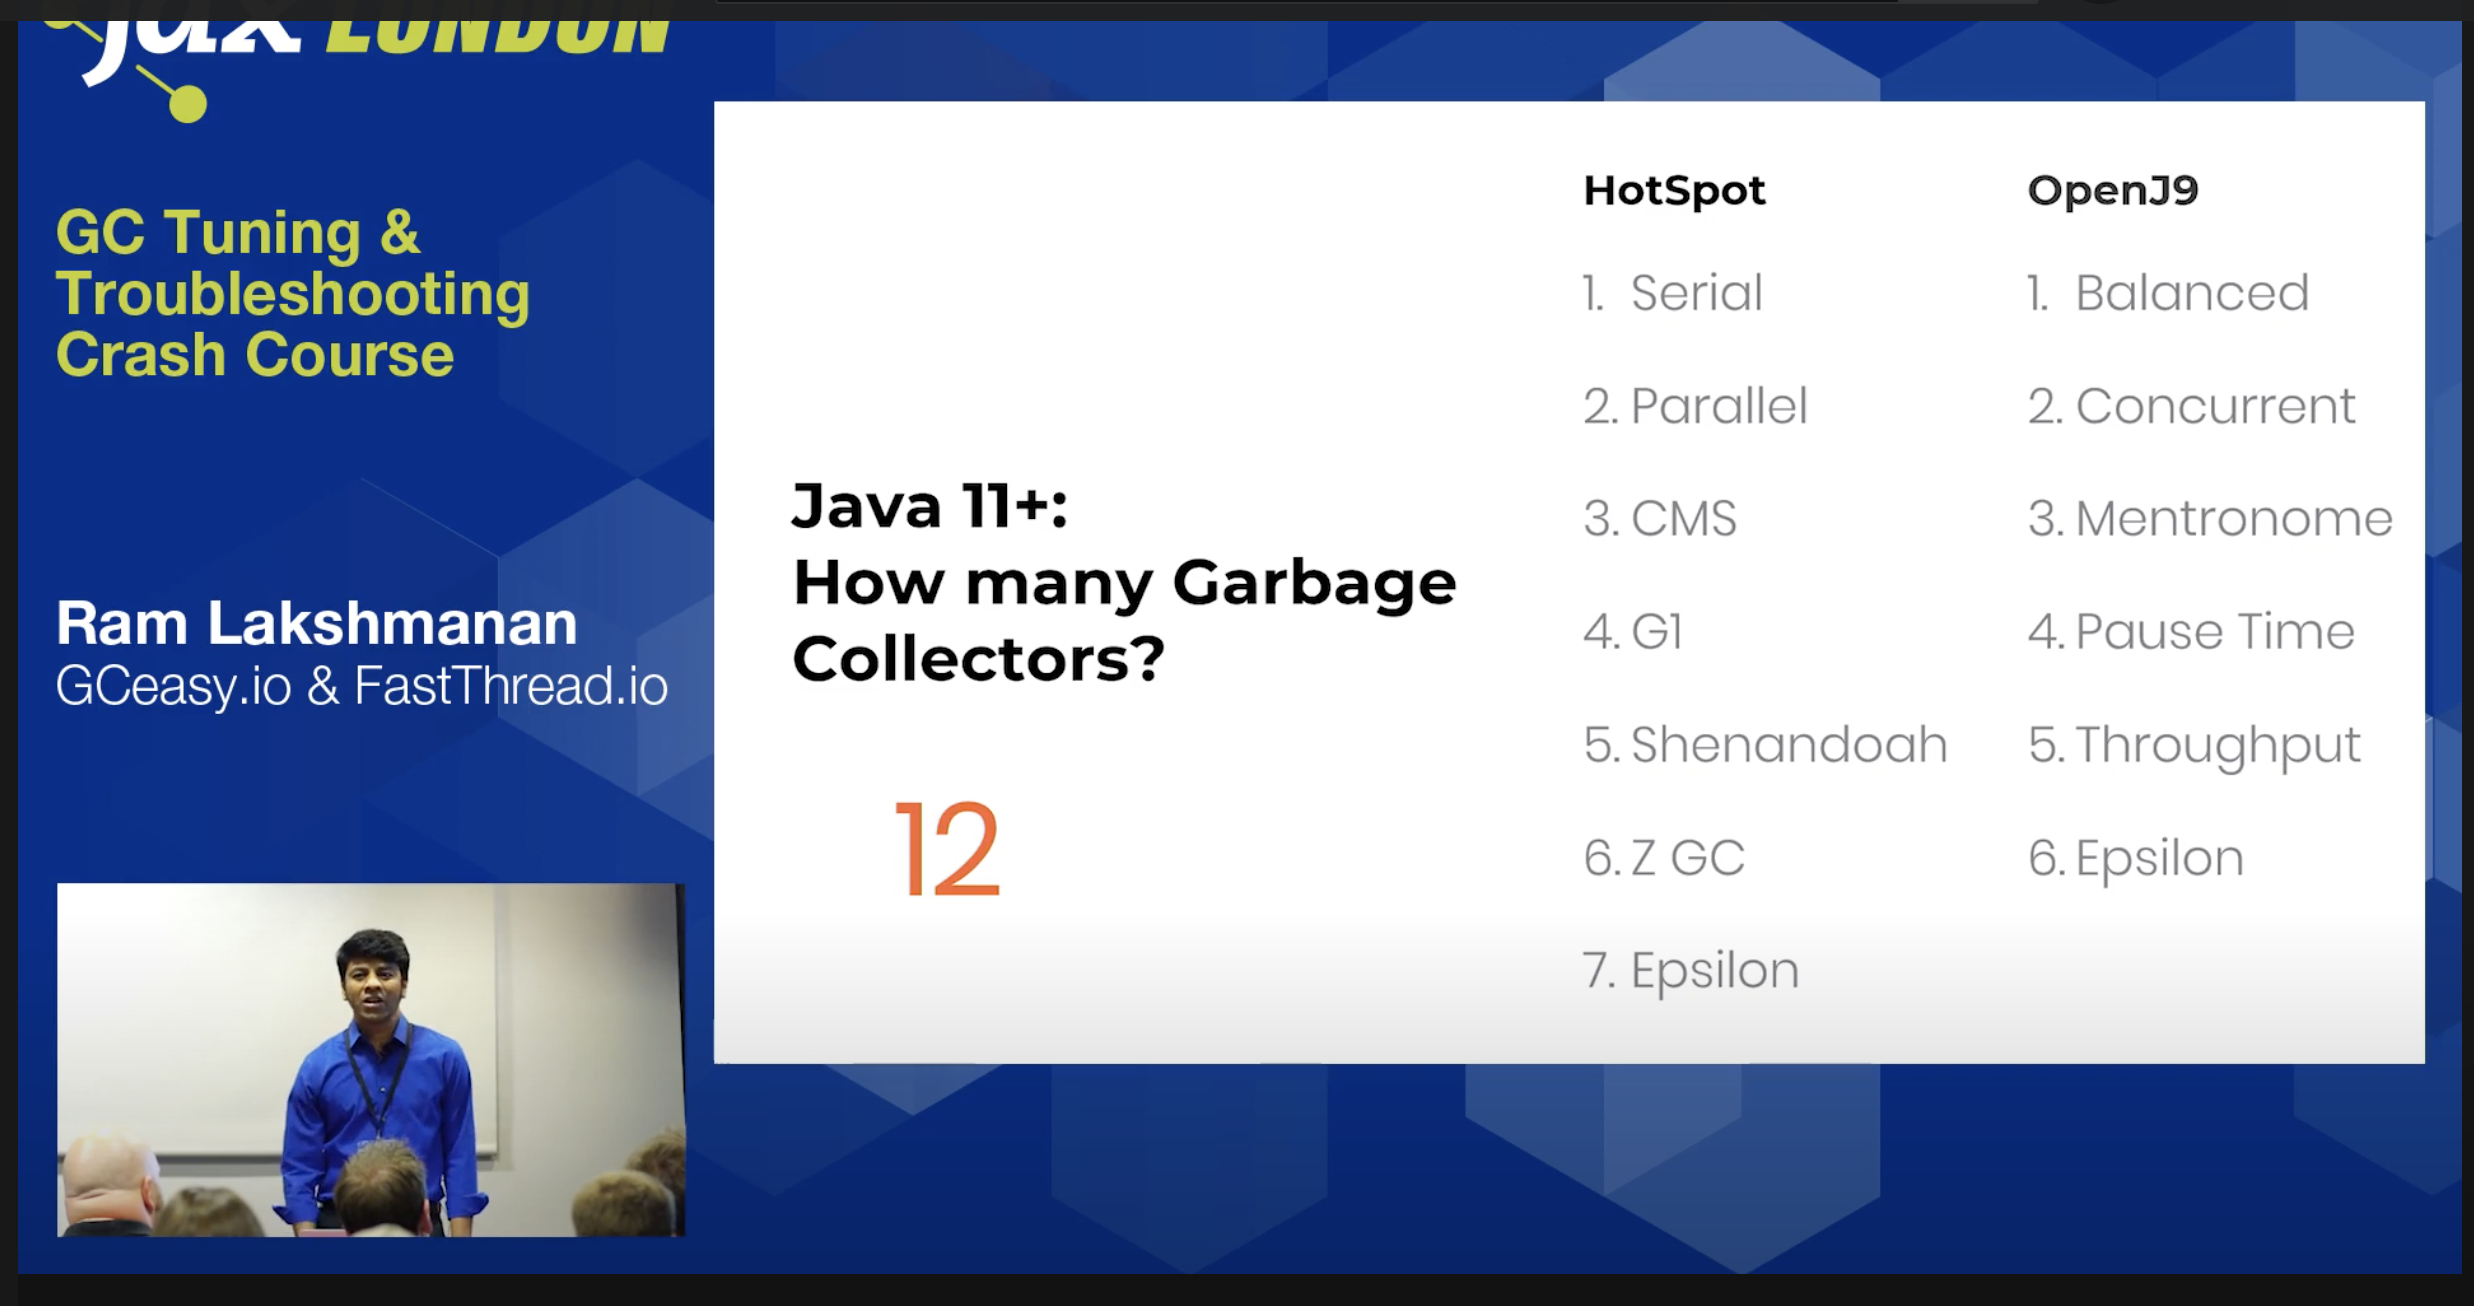 jax LONDON
GC Tuning &
Troubleshooting
Crash Course
Ram Lakshmanan
GCeasy.io & FastThread.io
Java 11+:
How many Garbage
Collectors?
12
HotSpot
1. Serial
2. Parallel
3. CMS
4. G1
5. Shenandoah
6. Z GC
7. Epsilon
OpenJ9
1. Balanced
2. Concurrent
3. Mentronome
4. Pause Time
5. Throughput
6. Epsilon